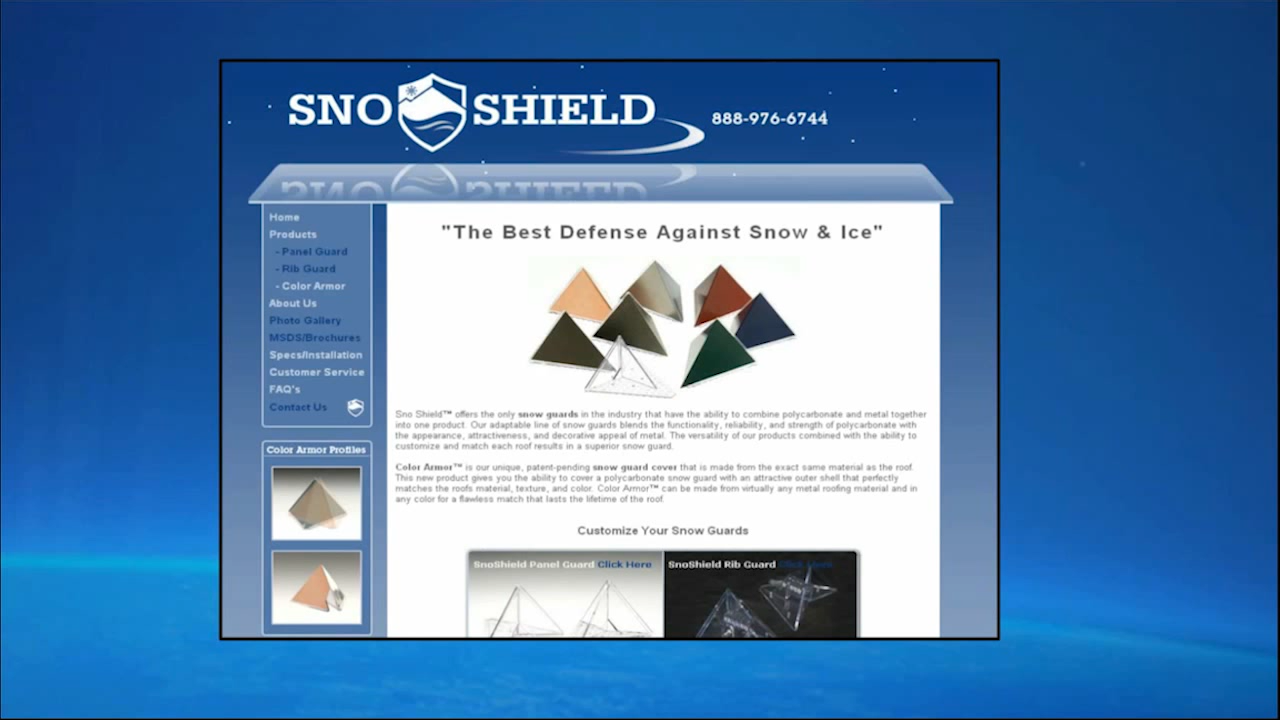 SNO SHIELD
888-976-6744
Home
Products
- Panel Guard
- Rib Guard
- Color Armor
About Us
Photo Gallery
MSDS/Brochures
Specs/Installation
Customer Service
FAQ's
Contact Us
Color Armor Profiles
"The Best Defense Against Snow & Ice"
Sno Shield™ offers the only snow guards in the industry that have the ability to combine polycarbonate and metal together
into one product. Our adaptable line of snow guards blends the functionality, reliability, and strength of polycarbonate with
the appearance, attractiveness, and decorative appeal of metal. The versatility of our products combined with the ability to
customize and match each roof results in a superior snow guard.
Color Armor™ is our unique, patent-pending snow guard cover that is made from the exact same material as the roof.
This new product gives you the ability to cover a polycarbonate snow guard with an attractive outer shell that perfectly
matches the roofs material, texture, and color. Color Armor™ can be made from virtually any metal roofing material and in
any color for a flawless match that lasts the lifetime of the roof.
Customize Your Snow Guards
SnoShield Panel Guard Click Here
SnoShield Rib Guard Click Here